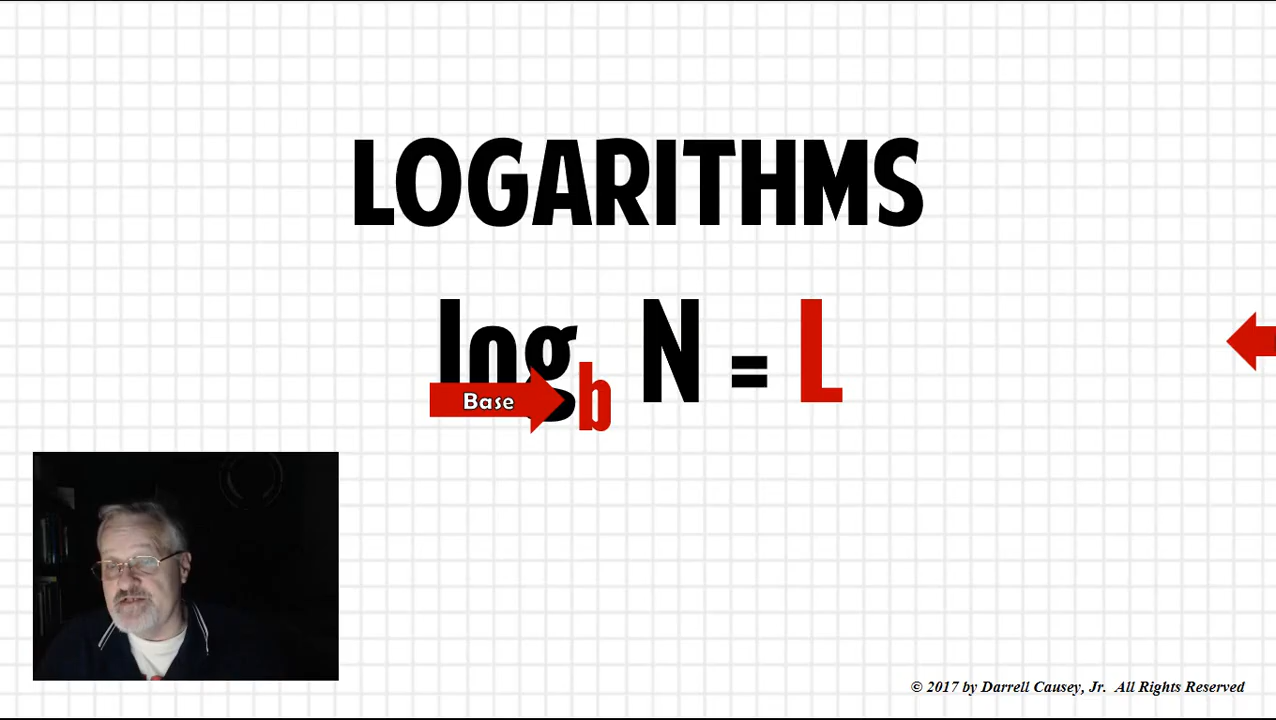 LOGARITHMS
log_b N = L
Base
© 2017 by Darrell Causey, Jr. All Rights Reserved